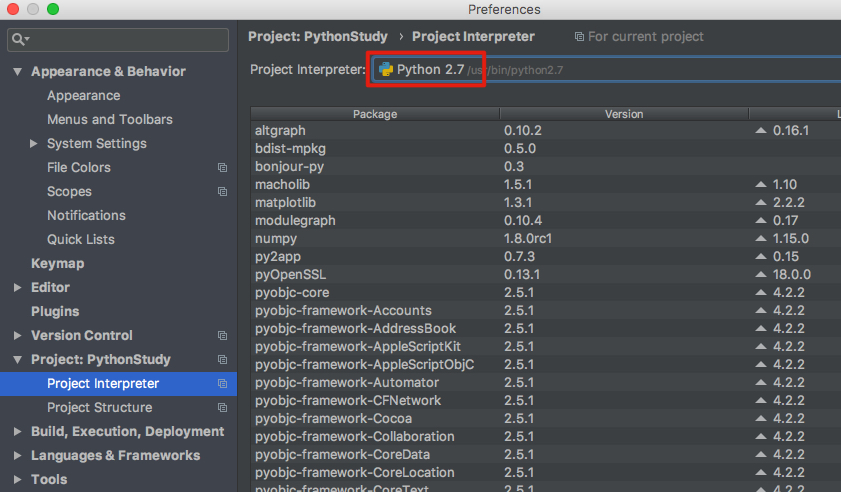 Preferences
Project: PythonStudy › Project Interpreter For current project
Project Interpreter: Python 2.7 /usr/bin/python2.7
Appearance & Behavior
Appearance
Menus and Toolbars
System Settings
File Colors
Scopes
Notifications
Quick Lists
Keymap
Editor
Plugins
Version Control
Project: PythonStudy
Project Interpreter
Project Structure
Build, Execution, Deployment
Languages & Frameworks
Tools
Package Version L
altgraph 0.10.2 0.16.1
bdist-mpkg 0.5.0
bonjour-py 0.3
macholib 1.5.1 1.10
matplotlib 1.3.1 2.2.2
modulegraph 0.10.4 0.17
numpy 1.8.0rc1 1.15.0
py2app 0.7.3 0.15
pyOpenSSL 0.13.1 18.0.0
pyobjc-core 2.5.1 4.2.2
pyobjc-framework-Accounts 2.5.1 4.2.2
pyobjc-framework-AddressBook 2.5.1 4.2.2
pyobjc-framework-AppleScriptKit 2.5.1 4.2.2
pyobjc-framework-AppleScriptObjC 2.5.1 4.2.2
pyobjc-framework-Automator 2.5.1 4.2.2
pyobjc-framework-CFNetwork 2.5.1 4.2.2
pyobjc-framework-Cocoa 2.5.1 4.2.2
pyobjc-framework-Collaboration 2.5.1 4.2.2
pyobjc-framework-CoreData 2.5.1 4.2.2
pyobjc-framework-CoreLocation 2.5.1 4.2.2
pyobjc-framework-CoreText 2.5.1 4.2.2